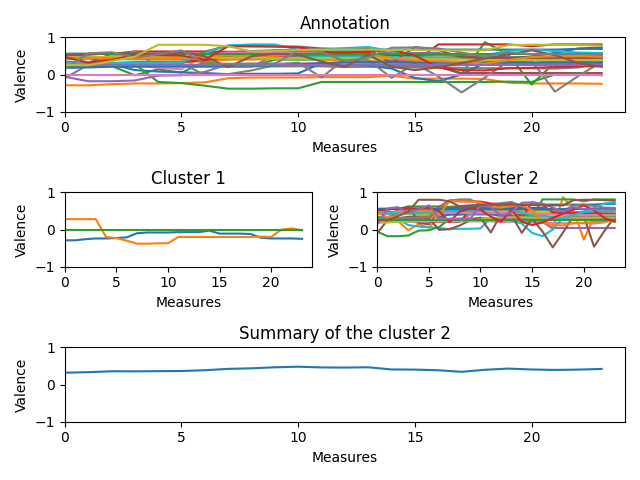 Annotation
Valence
1
0
−1
0 5 10 15 20
Measures
Cluster 1
Valence
1
0
−1
0 5 10 15 20
Measures
Cluster 2
Valence
1
0
−1
0 5 10 15 20
Measures
Summary of the cluster 2
Valence
1
0
−1
0 5 10 15 20
Measures